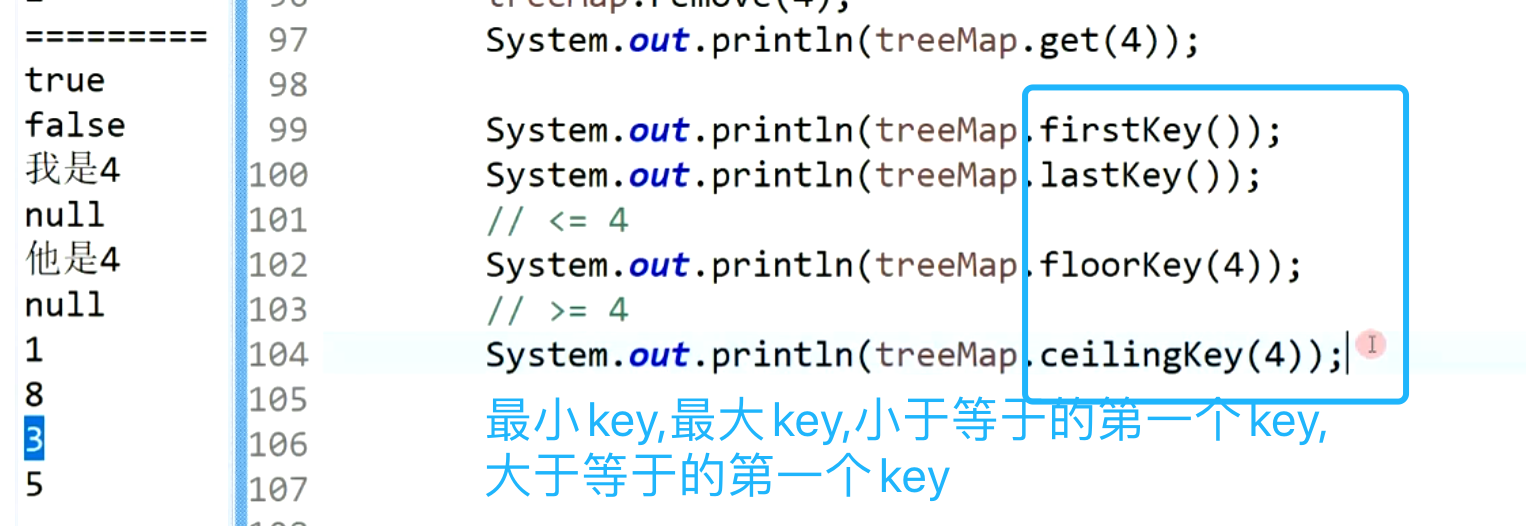 =========
true
false
我是4
null
他是4
null
1
8
3
5
96 treeMap.remove(4);
97 System.out.println(treeMap.get(4));
98
99 System.out.println(treeMap.firstKey());
100 System.out.println(treeMap.lastKey());
101 // <= 4
102 System.out.println(treeMap.floorKey(4));
103 // >= 4
104 System.out.println(treeMap.ceilingKey(4));
105
106
107
最小key,最大key,小于等于的第一个key,
大于等于的第一个key